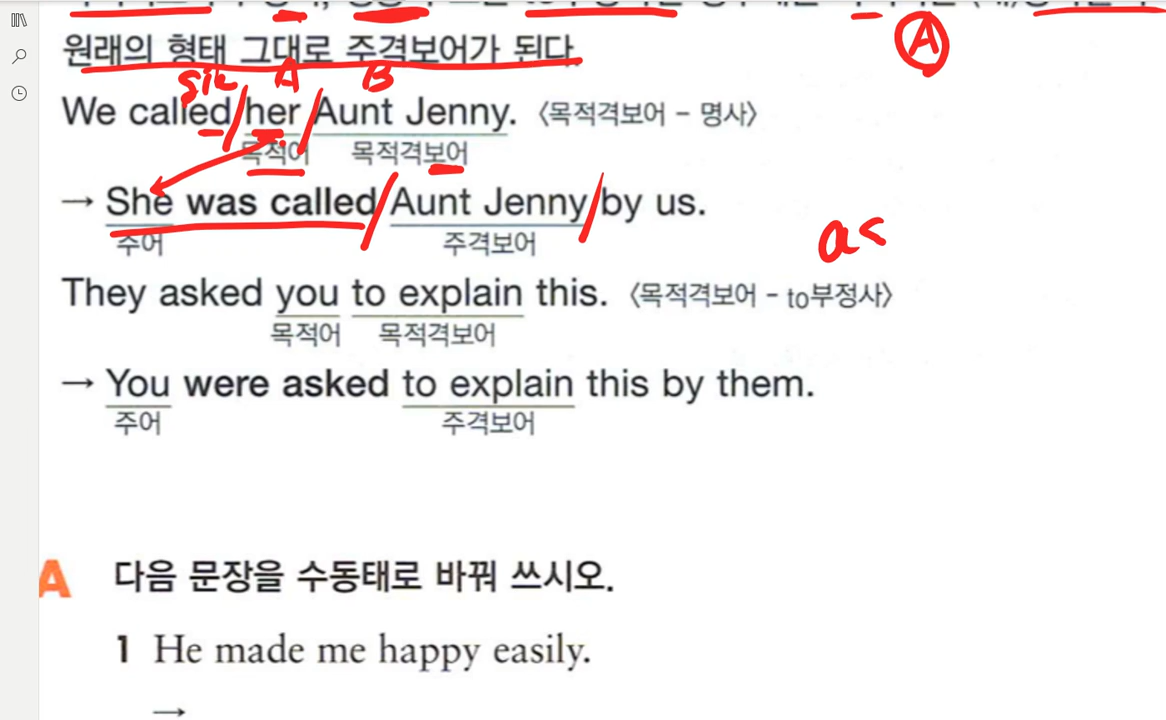 원래의 형태 그대로 주격보어가 된다.
A
A B
We called her Aunt Jenny. 〈목적격보어 – 명사〉
목적어 목적격보어
→ She was called Aunt Jenny by us.
주어 주격보어
as
They asked you to explain this. 〈목적격보어 – to부정사〉
목적어 목적격보어
→ You were asked to explain this by them.
주어 주격보어
A 다음 문장을 수동태로 바꿔 쓰시오.
1 He made me happy easily.
→